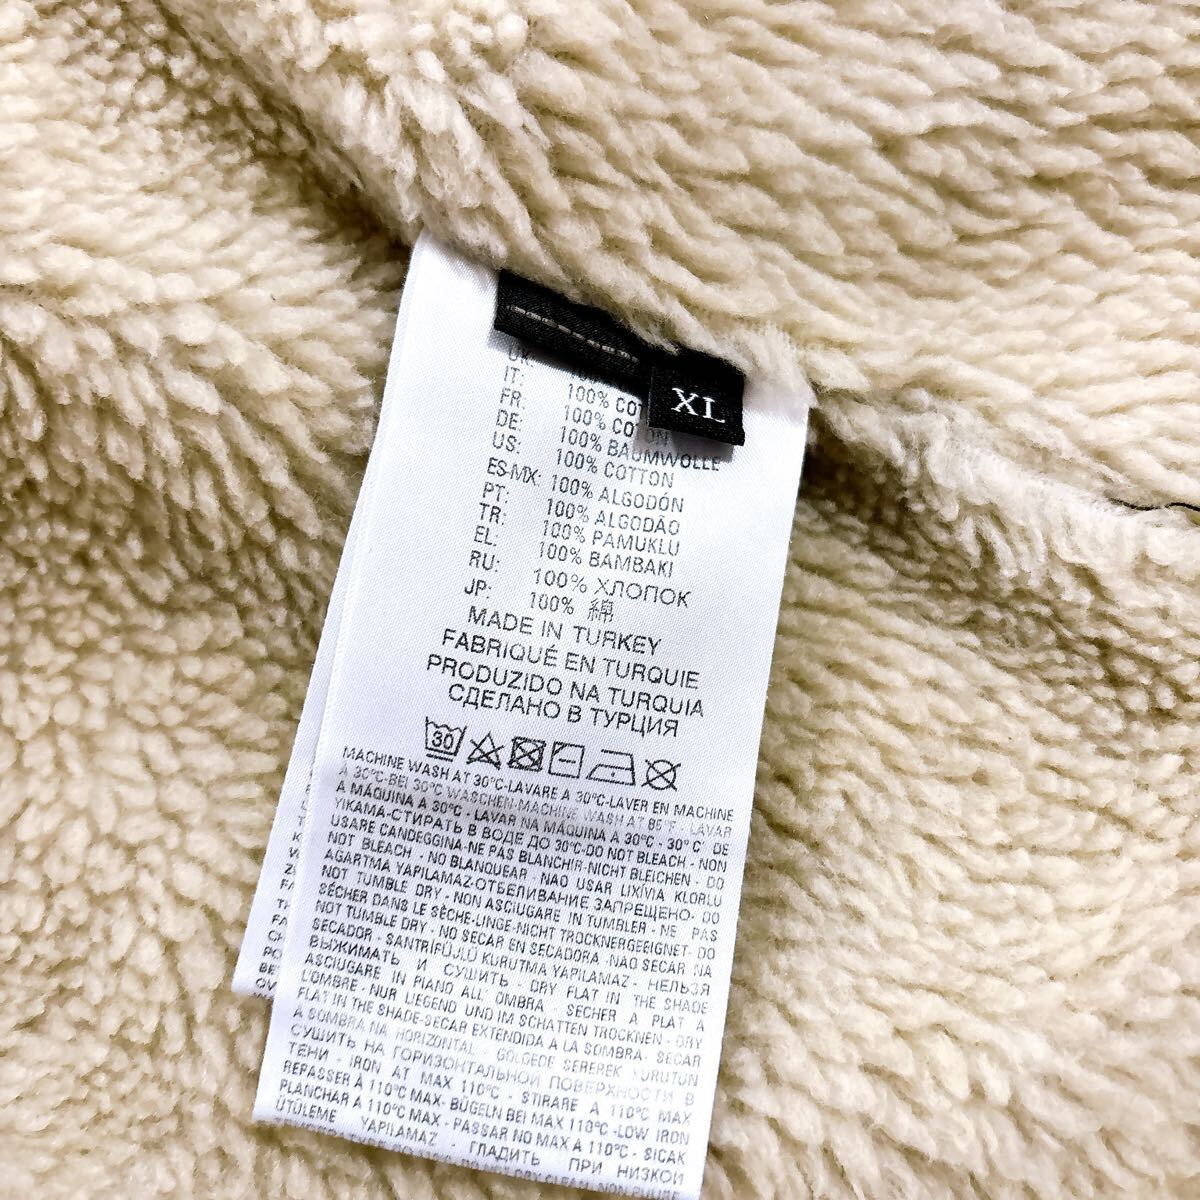 XL
UK: 100%
IT: 100% COT
FR: 100% COTON
DE: 100% BAUMWOLLE
US: 100% COTTON
ES-MX: 100% ALGODÓN
PT: 100% ALGODÃO
TR: 100% PAMUKLU
EL: 100% BAMBAKI
RU: 100% ХЛОПОК
JP: 100% 綿
MADE IN TURKEY
FABRIQUÉ EN TURQUIE
PRODUZIDO NA TURQUIA
СДЕЛАНО В ТУРЦИЯ
30
MACHINE WASH AT 30°C-LAVARE A 30°C-LAVER EN MACHINE
A 30°C-BEI 30°C WASCHEN-MACHINE WASH AT 85°F - LAVAR
A MÁQUINA A 30°C - LAVAR NA MÁQUINA A 30°C - 30°C' DE
YIKAMA-СТИРАТЬ В ВОДЕ ДО 30°C-DO NOT BLEACH - NON
USARE CANDEGGINA-NE PAS BLANCHIR-NICHT BLEICHEN - DO
NOT BLEACH - NO BLANQUEAR - NAO USAR LIXÍVIA KLORLU
AGARTMA YAPILAMAZ-ОТБЕЛИВАНИЕ ЗАПРЕЩЕНО- DO
NOT TUMBLE DRY - NON ASCIUGARE IN TUMBLER - NE PAS
SÉCHER DANS LE SÈCHE-LINGE-NICHT TROCKNERGEEIGNET- DO
NOT TUMBLE DRY - NO SECAR EN SECADORA -NÃO SECAR NA
SECADOR - SANTRİFÜJLÜ KURUTMA YAPILAMAZ - НЕЛЬЗЯ
ВЫЖИМАТЬ И СУШИТЬ - DRY FLAT IN THE SHADE
ASCIUGARE IN PIANO ALL' OMBRA - SÉCHER À PLAT À
L'OMBRE - NUR LIEGEND UND IM SCHATTEN TROCKNEN - DRY
FLAT IN THE SHADE-SECAR EXTENDIDA A LA SOMBRA- SECAR
À SOMBRA NA HORIZONTAL - GÖLGEDE SEREREK KURUTUN
СУШИТЬ НА ГОРИЗОНТАЛЬНОЙ ПОВЕРХНОСТИ В
ТЕНИ - IRON AT MAX 110°C - STIRARE A 110°C MAX
REPASSER À 110°C MAX- BÜGELN BEI MAX 110°C -LOW IRON
PLANCHAR A 110°C MAX - PASSAR NO MAX A 110°C - SICAK
ÜTÜLEME YAPILAMAZ - ГЛАДИТЬ ПРИ НИЗКОЙ